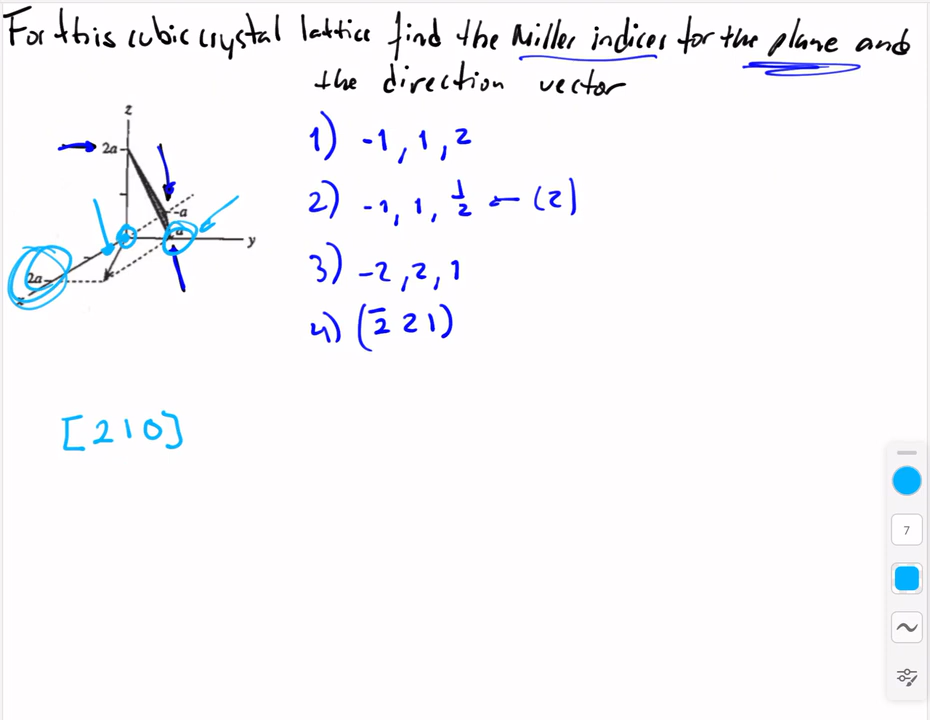 For this cubic crystal lattice find the Miller indices for the plane and
the direction vector
z
2a
-a
a
y
2a
x
1) -1, 1, 2
2) -1, 1, 1/2 ← (2)
3) -2, 2, 1
4) (2̅ 2 1)
[2 1 0]
7